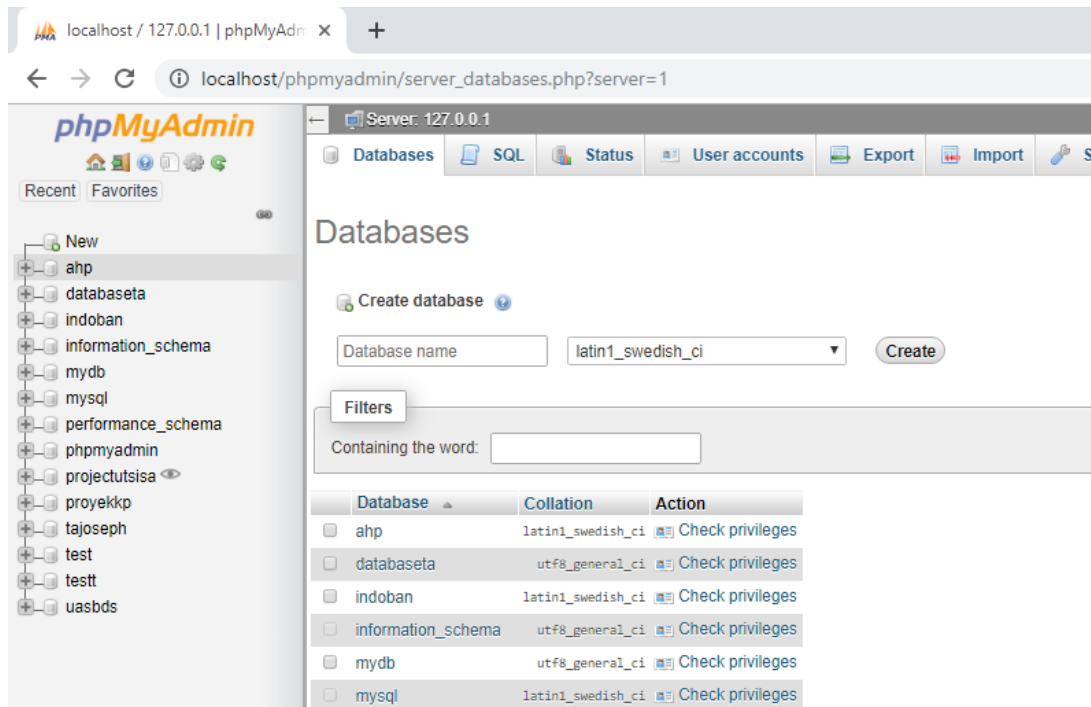 localhost / 127.0.0.1 | phpMyAdm
localhost/phpmyadmin/server_databases.php?server=1
phpMyAdmin
Recent Favorites
New
ahp
databaseta
indoban
information_schema
mydb
mysql
performance_schema
phpmyadmin
projectutsisa
proyekkp
tajoseph
test
testt
uasbds
Server: 127.0.0.1
Databases SQL Status User accounts Export Import S
Databases
Create database
Database name latin1_swedish_ci Create
Filters
Containing the word:
Database Collation Action
ahp latin1_swedish_ci Check privileges
databaseta utf8_general_ci Check privileges
indoban latin1_swedish_ci Check privileges
information_schema utf8_general_ci Check privileges
mydb utf8_general_ci Check privileges
mysql latin1_swedish_ci Check privileges